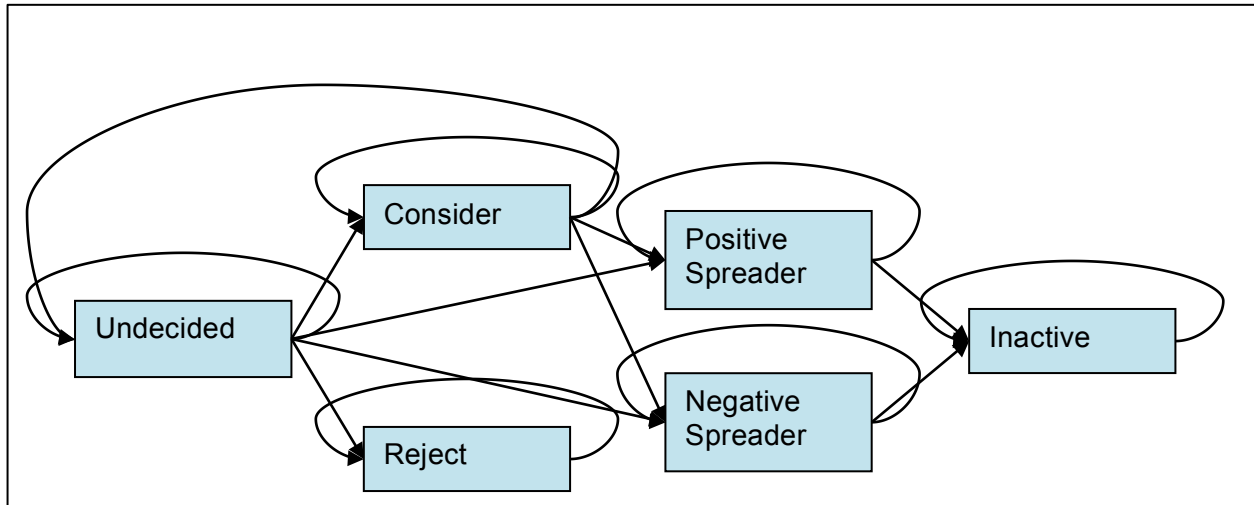 Consider
Positive
Spreader
Undecided
Inactive
Negative
Spreader
Reject